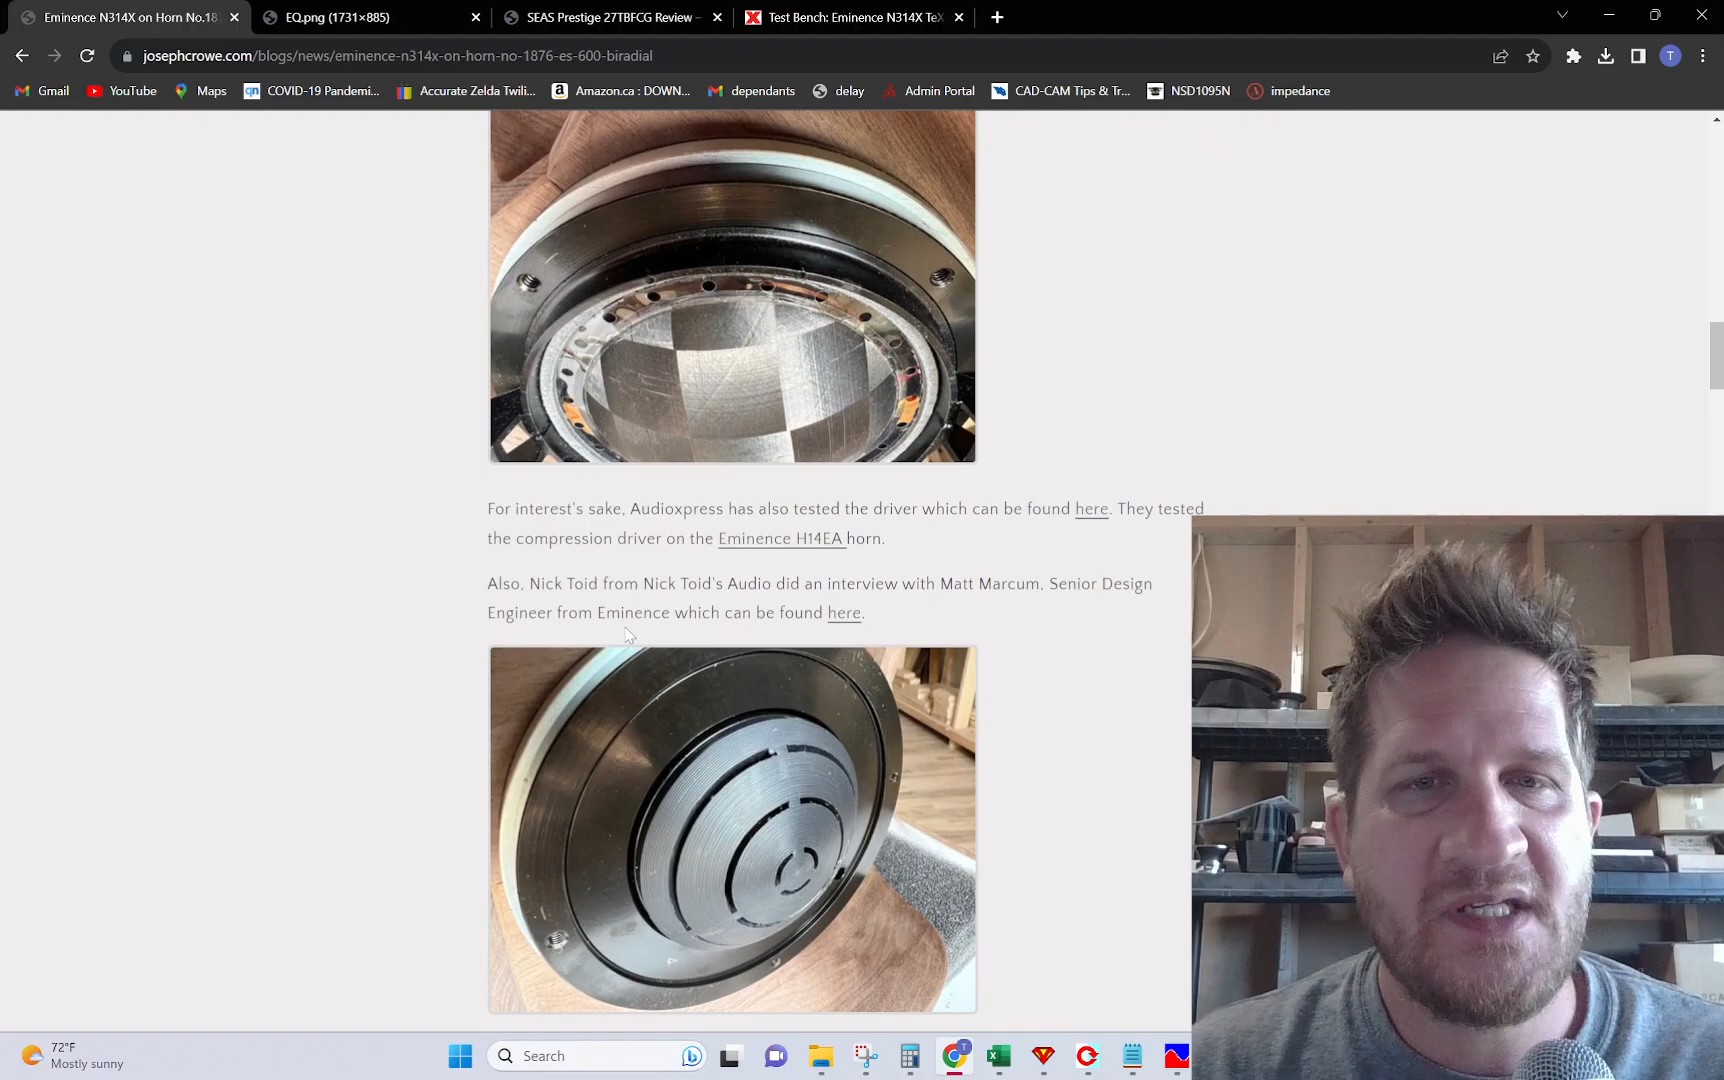 Eminence N314X on Horn No.187
EQ.png (1731×885)
SEAS Prestige 27TBFCG Review –
Test Bench: Eminence N314X TeX
josephcrowe.com/blogs/news/eminence-n314x-on-horn-no-1876-es-600-biradial
T
Gmail
YouTube
Maps
COVID-19 Pandemi...
Accurate Zelda Twili...
Amazon.ca : DOWN...
dependants
delay
Admin Portal
CAD-CAM Tips & Tr...
NSD1095N
impedance
For interest's sake, Audioxpress has also tested the driver which can be found here. They tested
the compression driver on the Eminence H14EA horn.
Also, Nick Toid from Nick Toid's Audio did an interview with Matt Marcum, Senior Design
Engineer from Eminence which can be found here.
72°F
Mostly sunny
Search